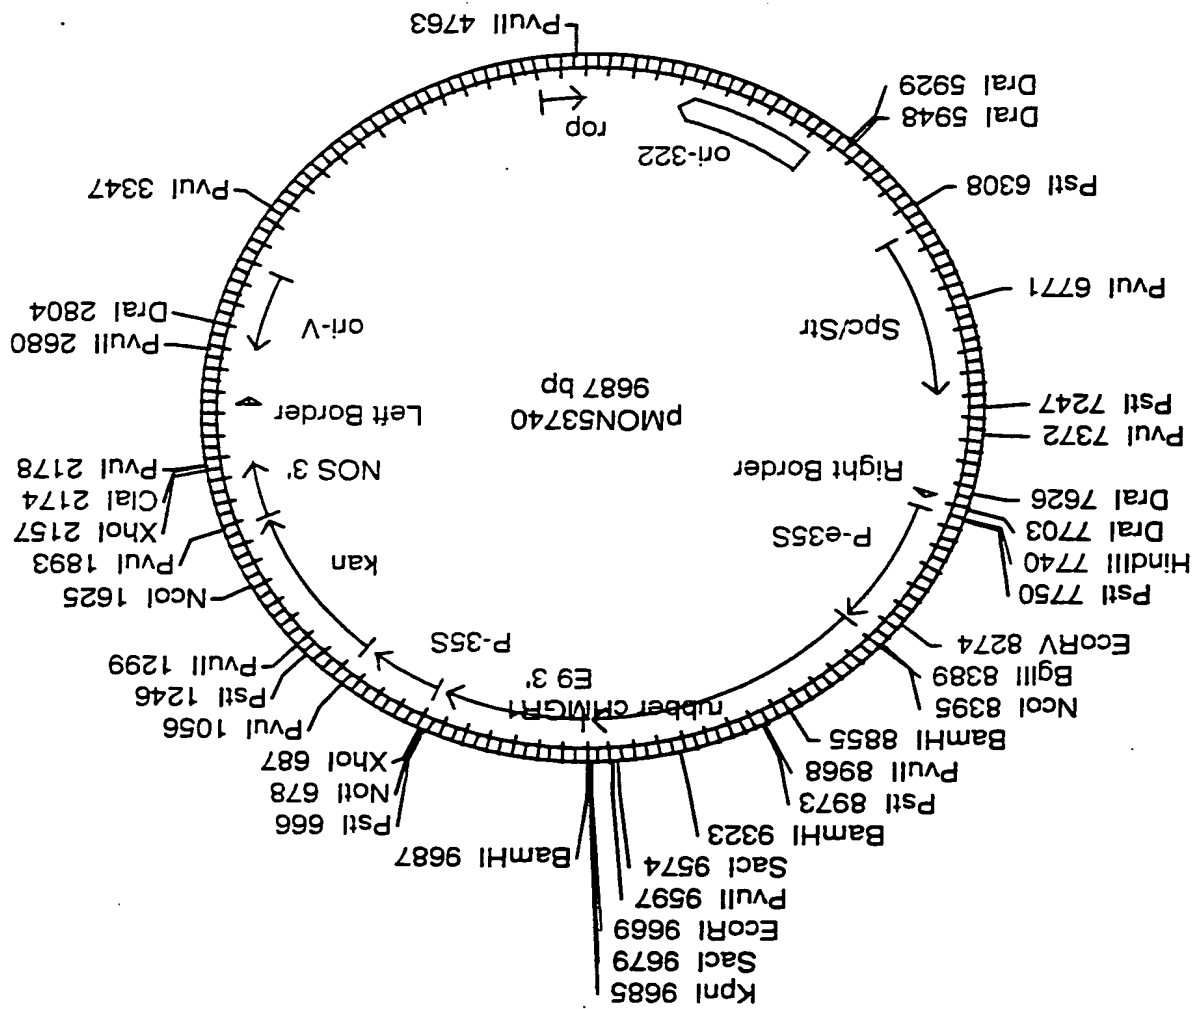 KpnI 9685
SacI 9679
EcoRI 9669
PvuII 9597
SacI 9574
BamHI 9323
BamHI 9687
PstI 8973
PvuII 8968
BamHI 8855
NcoI 8395
BglII 8389
EcoRV 8274
PstI 7750
HindIII 7740
DraI 7703
DraI 7626
PvuI 7372
PstI 7247
PvuI 6771
PstI 6308
DraI 5948
DraI 5929
PvuII 4763
PvuI 3347
DraI 2804
PvuII 2680
PvuI 2178
ClaI 2174
XhoI 2157
PvuI 1893
NcoI 1625
PvuII 1299
PstI 1246
PvuI 1056
XhoI 687
NotI 678
PstI 666
rubber cHMGR1
E9 3'
P-35S
kan
NOS 3'
Left Border
ori-V
rop
ori-322
Spc/Str
Right Border
P-e35S
pMON53740
9687 bp